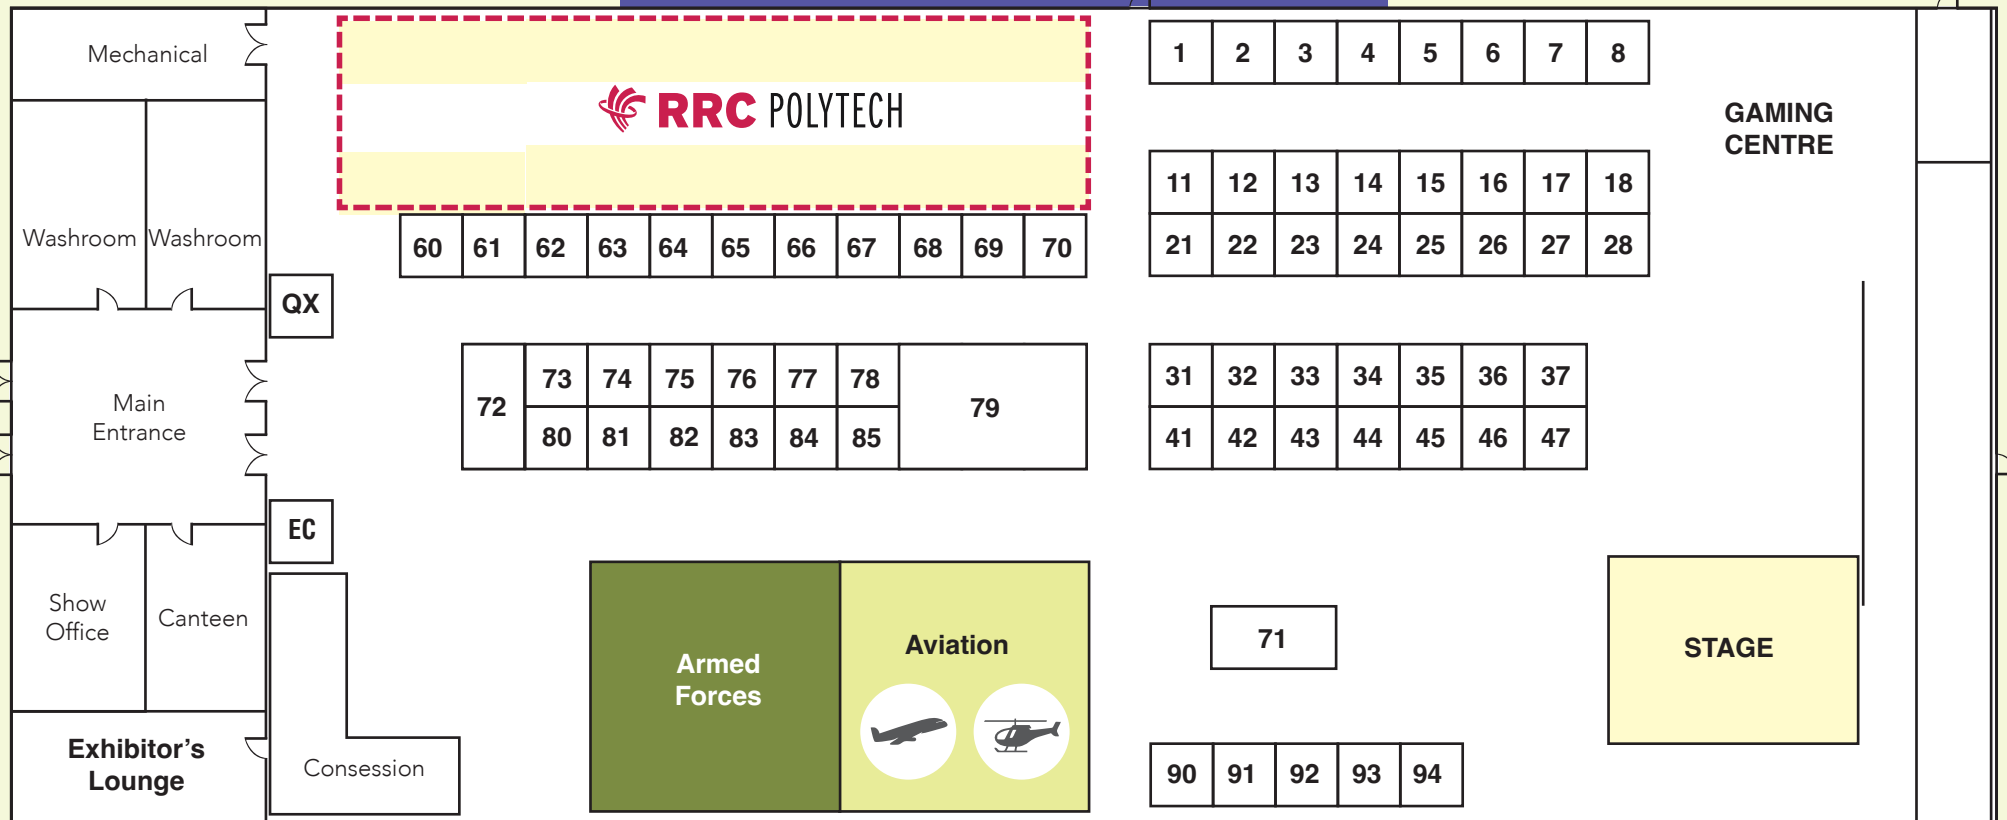 Mechanical
RRC POLYTECH
1 2 3 4 5 6 7 8
GAMING
CENTRE
11 12 13 14 15 16 17 18
Washroom Washroom
60 61 62 63 64 65 66 67 68 69 70
21 22 23 24 25 26 27 28
QX
Main
Entrance
72
73 74 75 76 77 78
79
80 81 82 83 84 85
31 32 33 34 35 36 37
41 42 43 44 45 46 47
EC
Show
Office
Canteen
Armed
Forces
Aviation
71
STAGE
Exhibitor’s
Lounge
Consession
90 91 92 93 94